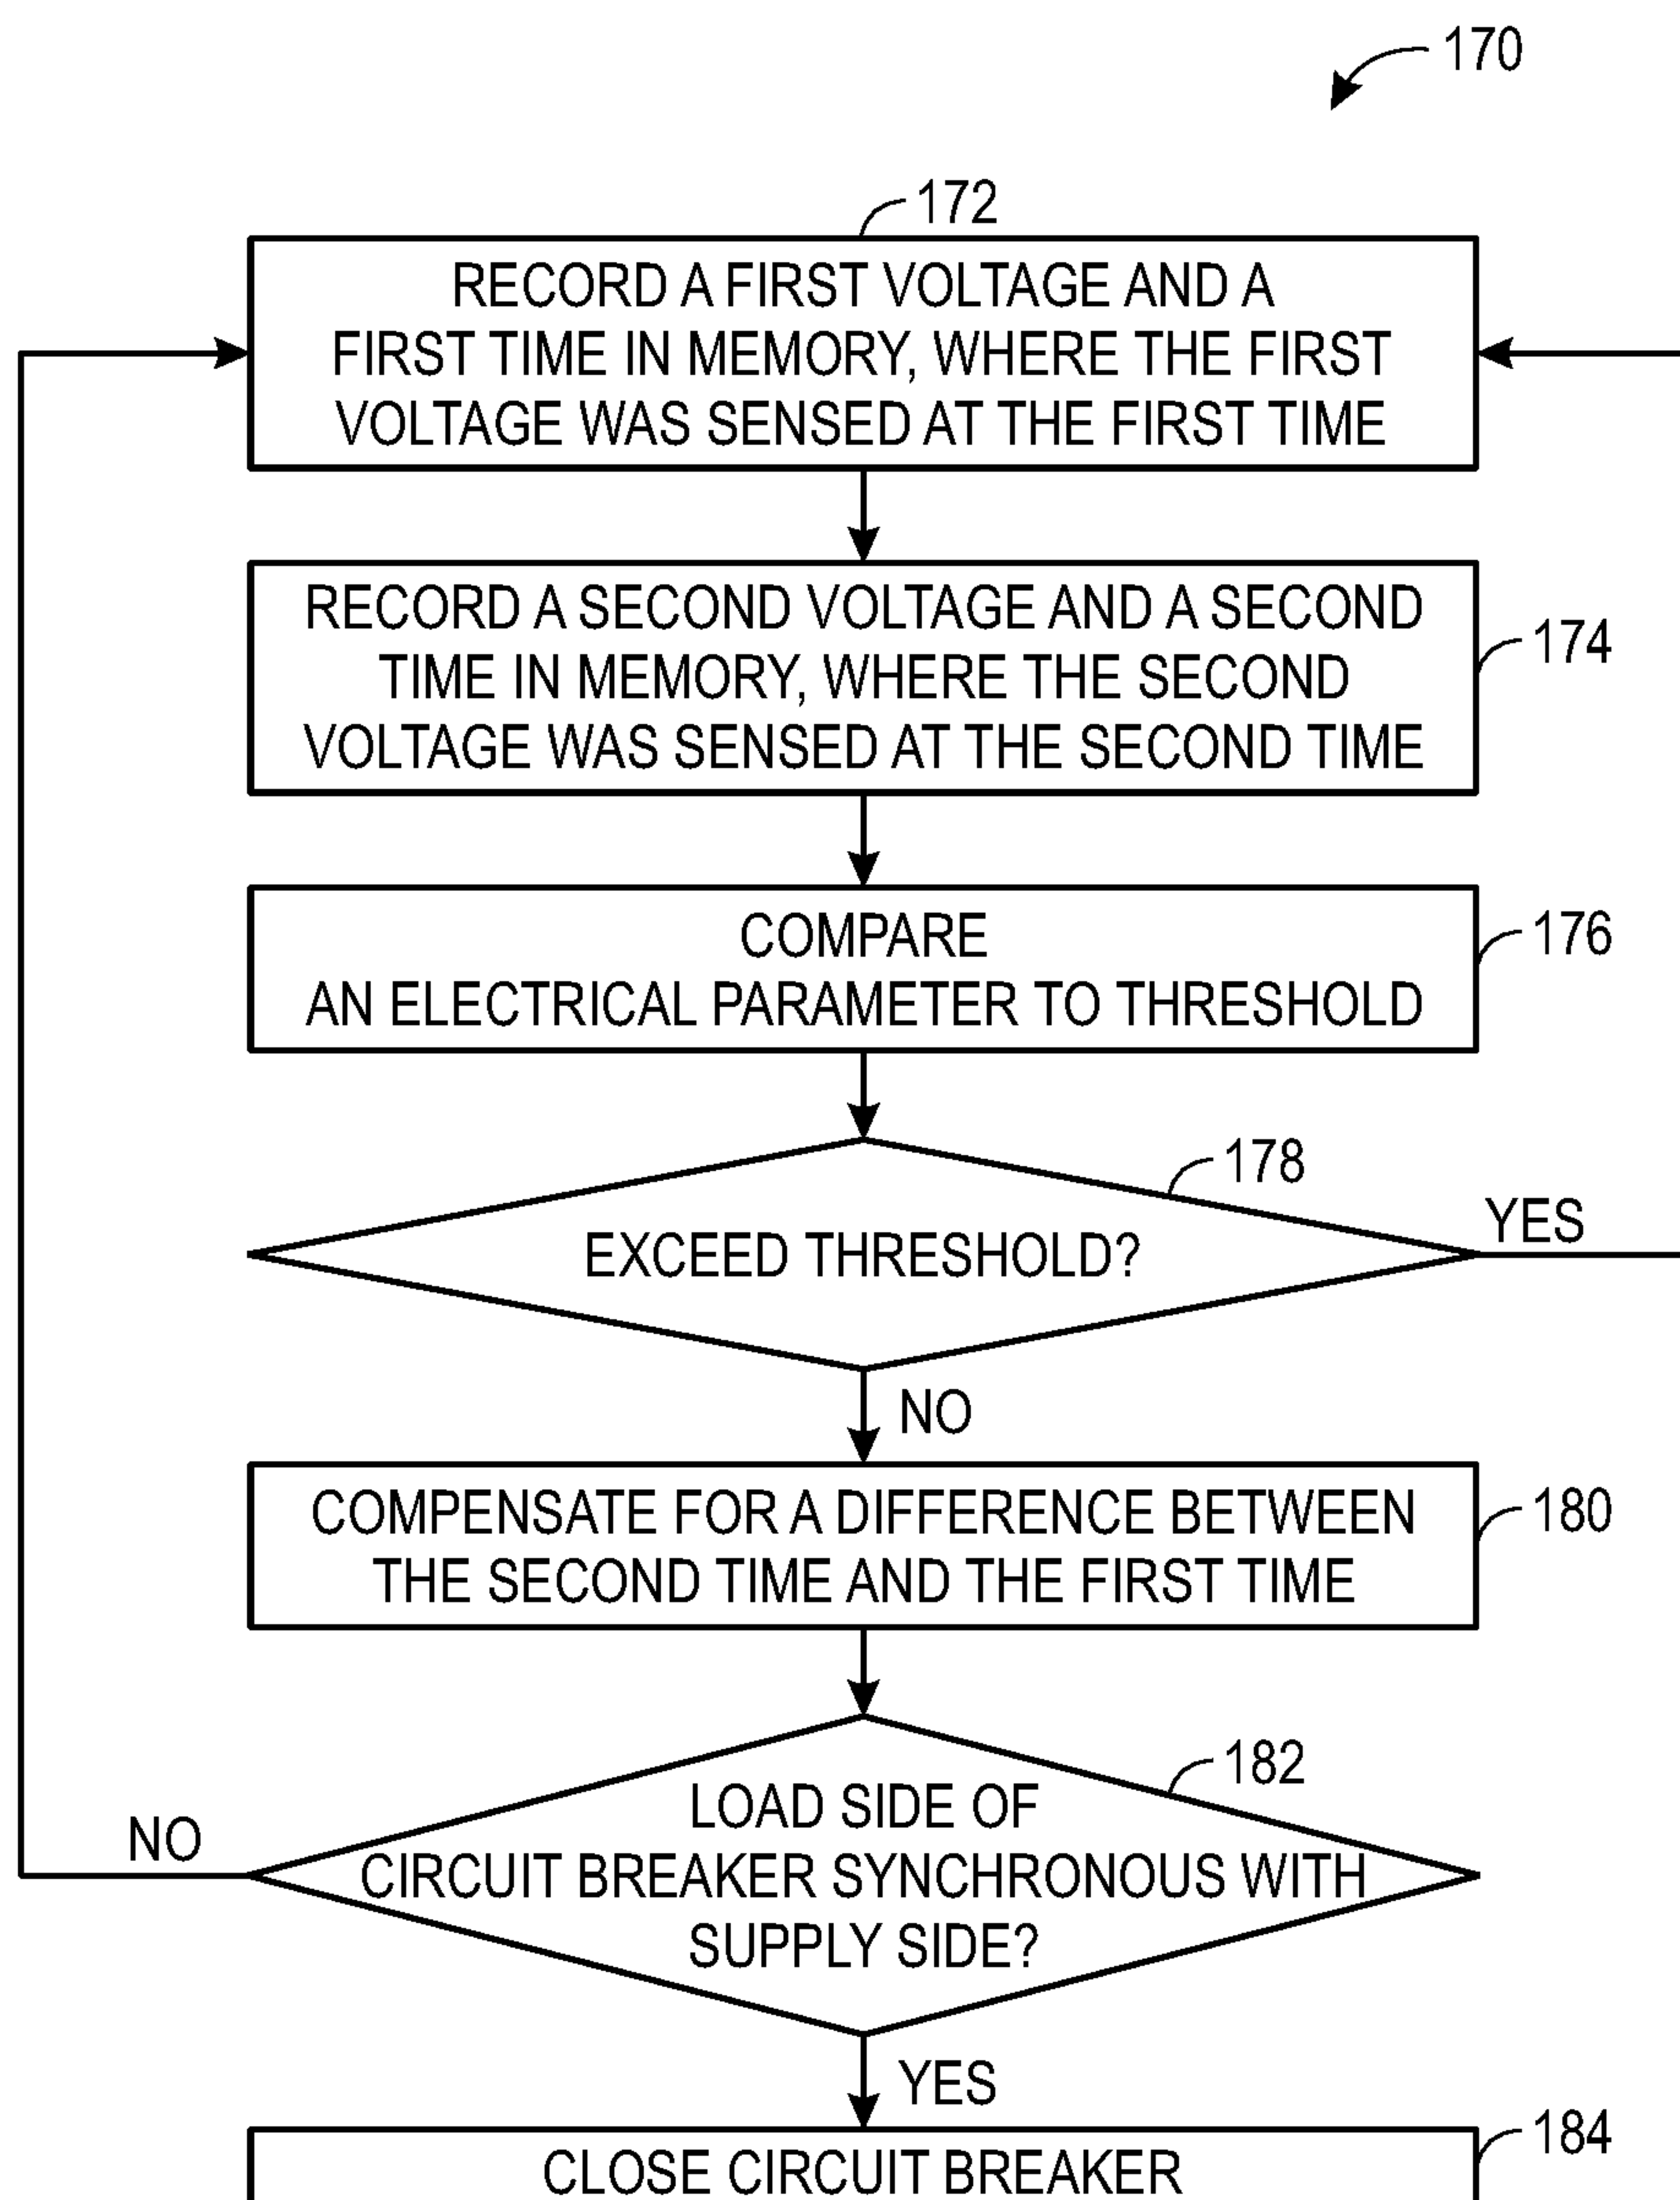 170
172
RECORD A FIRST VOLTAGE AND A
FIRST TIME IN MEMORY, WHERE THE FIRST
VOLTAGE WAS SENSED AT THE FIRST TIME
RECORD A SECOND VOLTAGE AND A SECOND
TIME IN MEMORY, WHERE THE SECOND
VOLTAGE WAS SENSED AT THE SECOND TIME
174
COMPARE
AN ELECTRICAL PARAMETER TO THRESHOLD
176
178
EXCEED THRESHOLD?
YES
NO
COMPENSATE FOR A DIFFERENCE BETWEEN
THE SECOND TIME AND THE FIRST TIME
180
182
LOAD SIDE OF
CIRCUIT BREAKER SYNCHRONOUS WITH
SUPPLY SIDE?
NO
YES
184
CLOSE CIRCUIT BREAKER